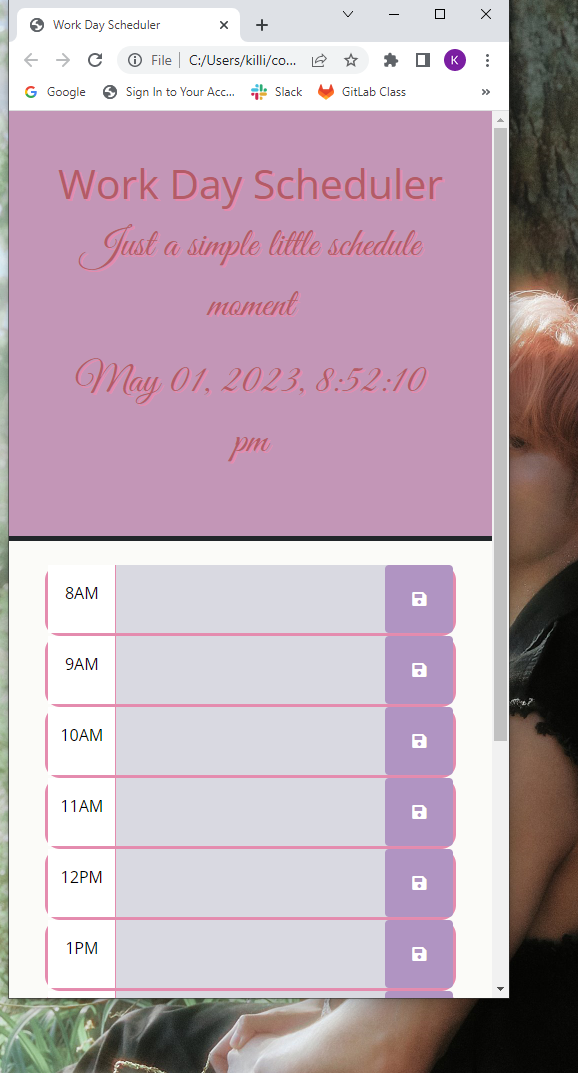 Work Day Scheduler
File C:/Users/killi/co... K
Google Sign In to Your Acc... Slack GitLab Class »
Work Day Scheduler
Just a simple little schedule
moment
May 01, 2023, 8:52:10
pm
8AM
9AM
10AM
11AM
12PM
1PM